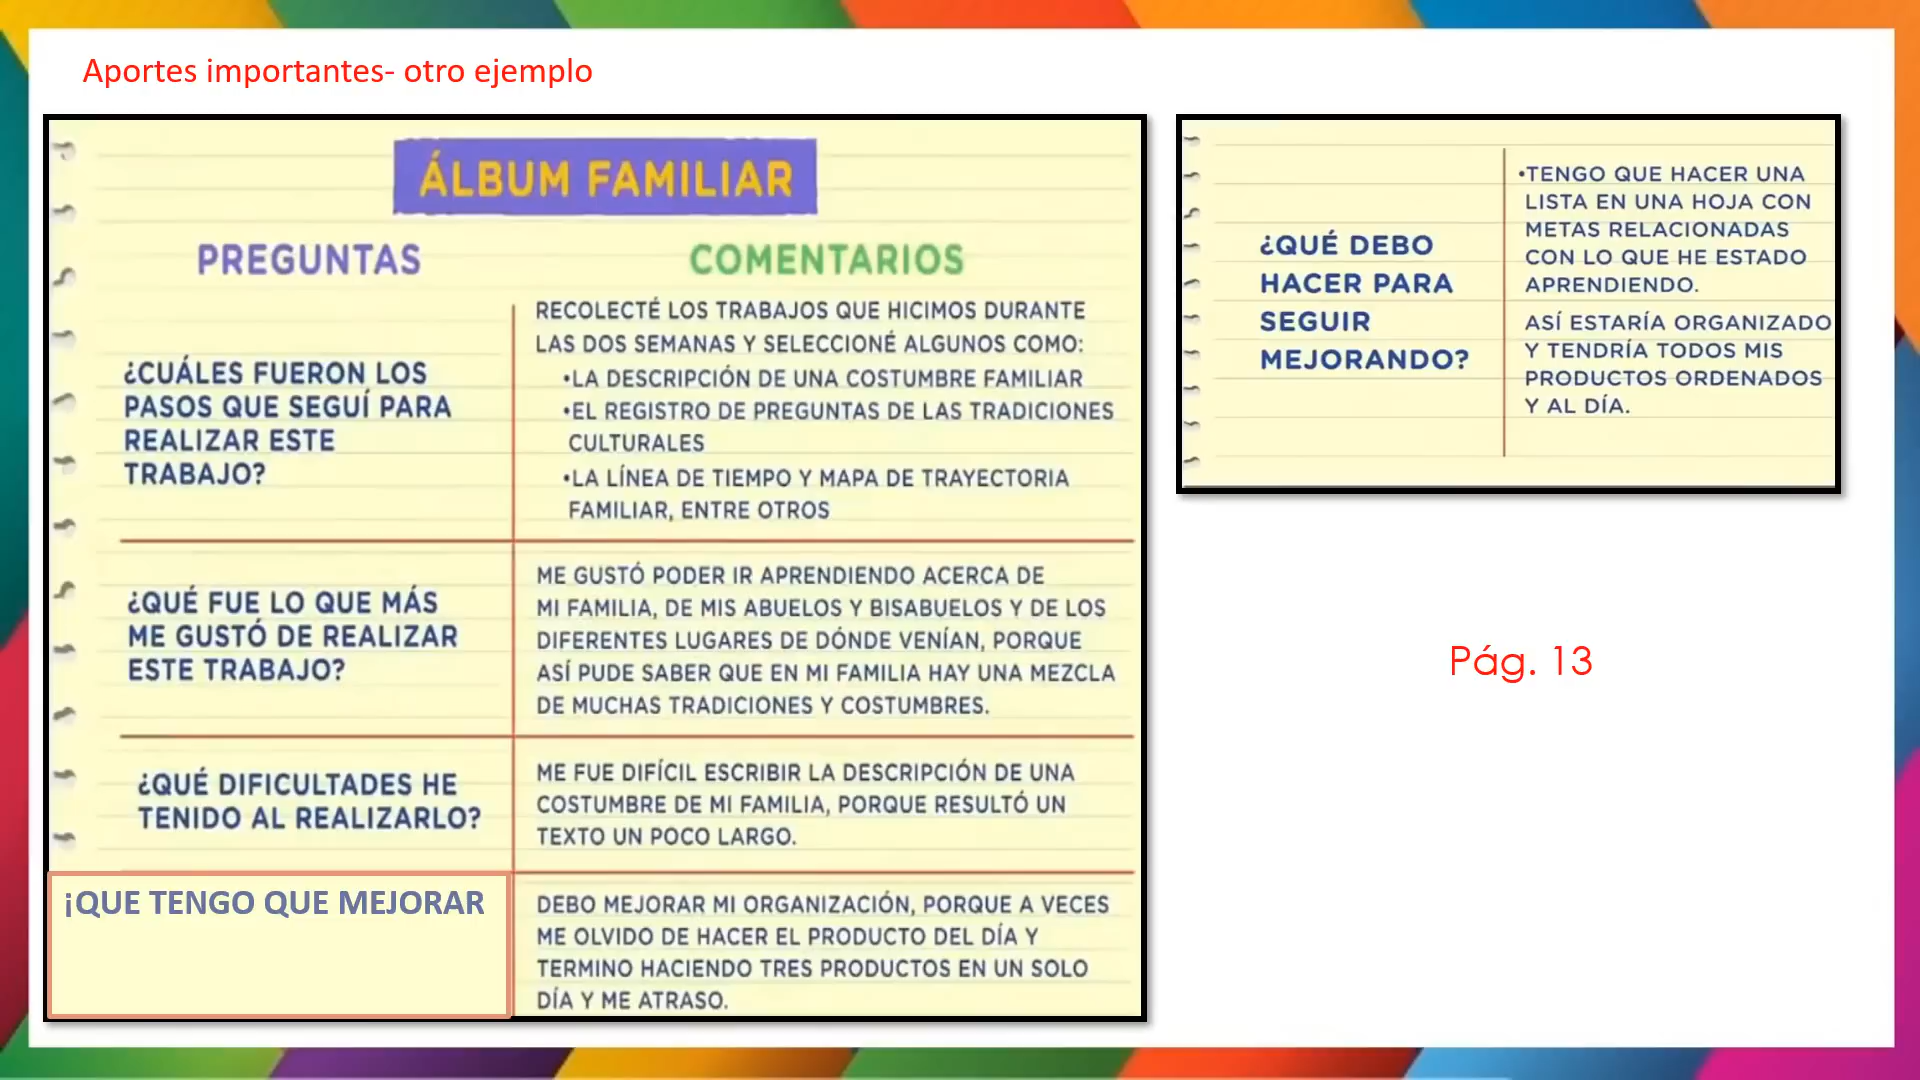 Aportes importantes- otro ejemplo
ÁLBUM FAMILIAR
PREGUNTAS
COMENTARIOS
¿CUÁLES FUERON LOS
PASOS QUE SEGUÍ PARA
REALIZAR ESTE
TRABAJO?
RECOLECTÉ LOS TRABAJOS QUE HICIMOS DURANTE
LAS DOS SEMANAS Y SELECCIONÉ ALGUNOS COMO:
•LA DESCRIPCIÓN DE UNA COSTUMBRE FAMILIAR
•EL REGISTRO DE PREGUNTAS DE LAS TRADICIONES
CULTURALES
•LA LÍNEA DE TIEMPO Y MAPA DE TRAYECTORIA
FAMILIAR, ENTRE OTROS
¿QUÉ FUE LO QUE MÁS
ME GUSTÓ DE REALIZAR
ESTE TRABAJO?
ME GUSTÓ PODER IR APRENDIENDO ACERCA DE
MI FAMILIA, DE MIS ABUELOS Y BISABUELOS Y DE LOS
DIFERENTES LUGARES DE DÓNDE VENÍAN, PORQUE
ASÍ PUDE SABER QUE EN MI FAMILIA HAY UNA MEZCLA
DE MUCHAS TRADICIONES Y COSTUMBRES.
¿QUÉ DIFICULTADES HE
TENIDO AL REALIZARLO?
ME FUE DIFÍCIL ESCRIBIR LA DESCRIPCIÓN DE UNA
COSTUMBRE DE MI FAMILIA, PORQUE RESULTÓ UN
TEXTO UN POCO LARGO.
¡QUE TENGO QUE MEJORAR
DEBO MEJORAR MI ORGANIZACIÓN, PORQUE A VECES
ME OLVIDO DE HACER EL PRODUCTO DEL DÍA Y
TERMINO HACIENDO TRES PRODUCTOS EN UN SOLO
DÍA Y ME ATRASO.
¿QUÉ DEBO
HACER PARA
SEGUIR
MEJORANDO?
•TENGO QUE HACER UNA
LISTA EN UNA HOJA CON
METAS RELACIONADAS
CON LO QUE HE ESTADO
APRENDIENDO.
ASÍ ESTARÍA ORGANIZADO
Y TENDRÍA TODOS MIS
PRODUCTOS ORDENADOS
Y AL DÍA.
Pág. 13